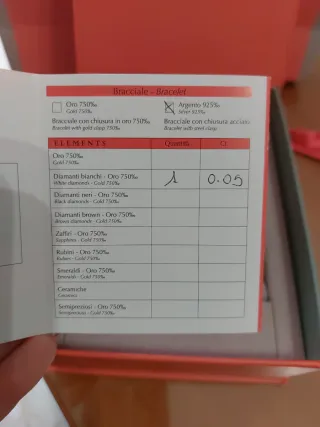 Bracciale - Bracelet
Oro 750‰ Argento 925‰
Gold 750‰ Silver 925‰
Bracciale con chiusura in oro 750‰ Bracciale con chiusura acciaio
Bracelet with gold clasp 750‰ Bracelet with steel clasp
ELEMENTS Quant. Ct.
Oro 750‰
Gold 750‰
Diamanti bianchi - Oro 750‰ 1 0.05
White diamonds - Gold 750‰
Diamanti neri - Oro 750‰
Black diamonds - Gold 750‰
Diamanti brown - Oro 750‰
Brown diamonds - Gold 750‰
Zaffiri - Oro 750‰
Sapphires - Gold 750‰
Rubini - Oro 750‰
Rubies - Gold 750‰
Smeraldi - Oro 750‰
Emeralds - Gold 750‰
Ceramiche
Ceramics
Semipreziosi - Oro 750‰
Semiprecious - Gold 750‰